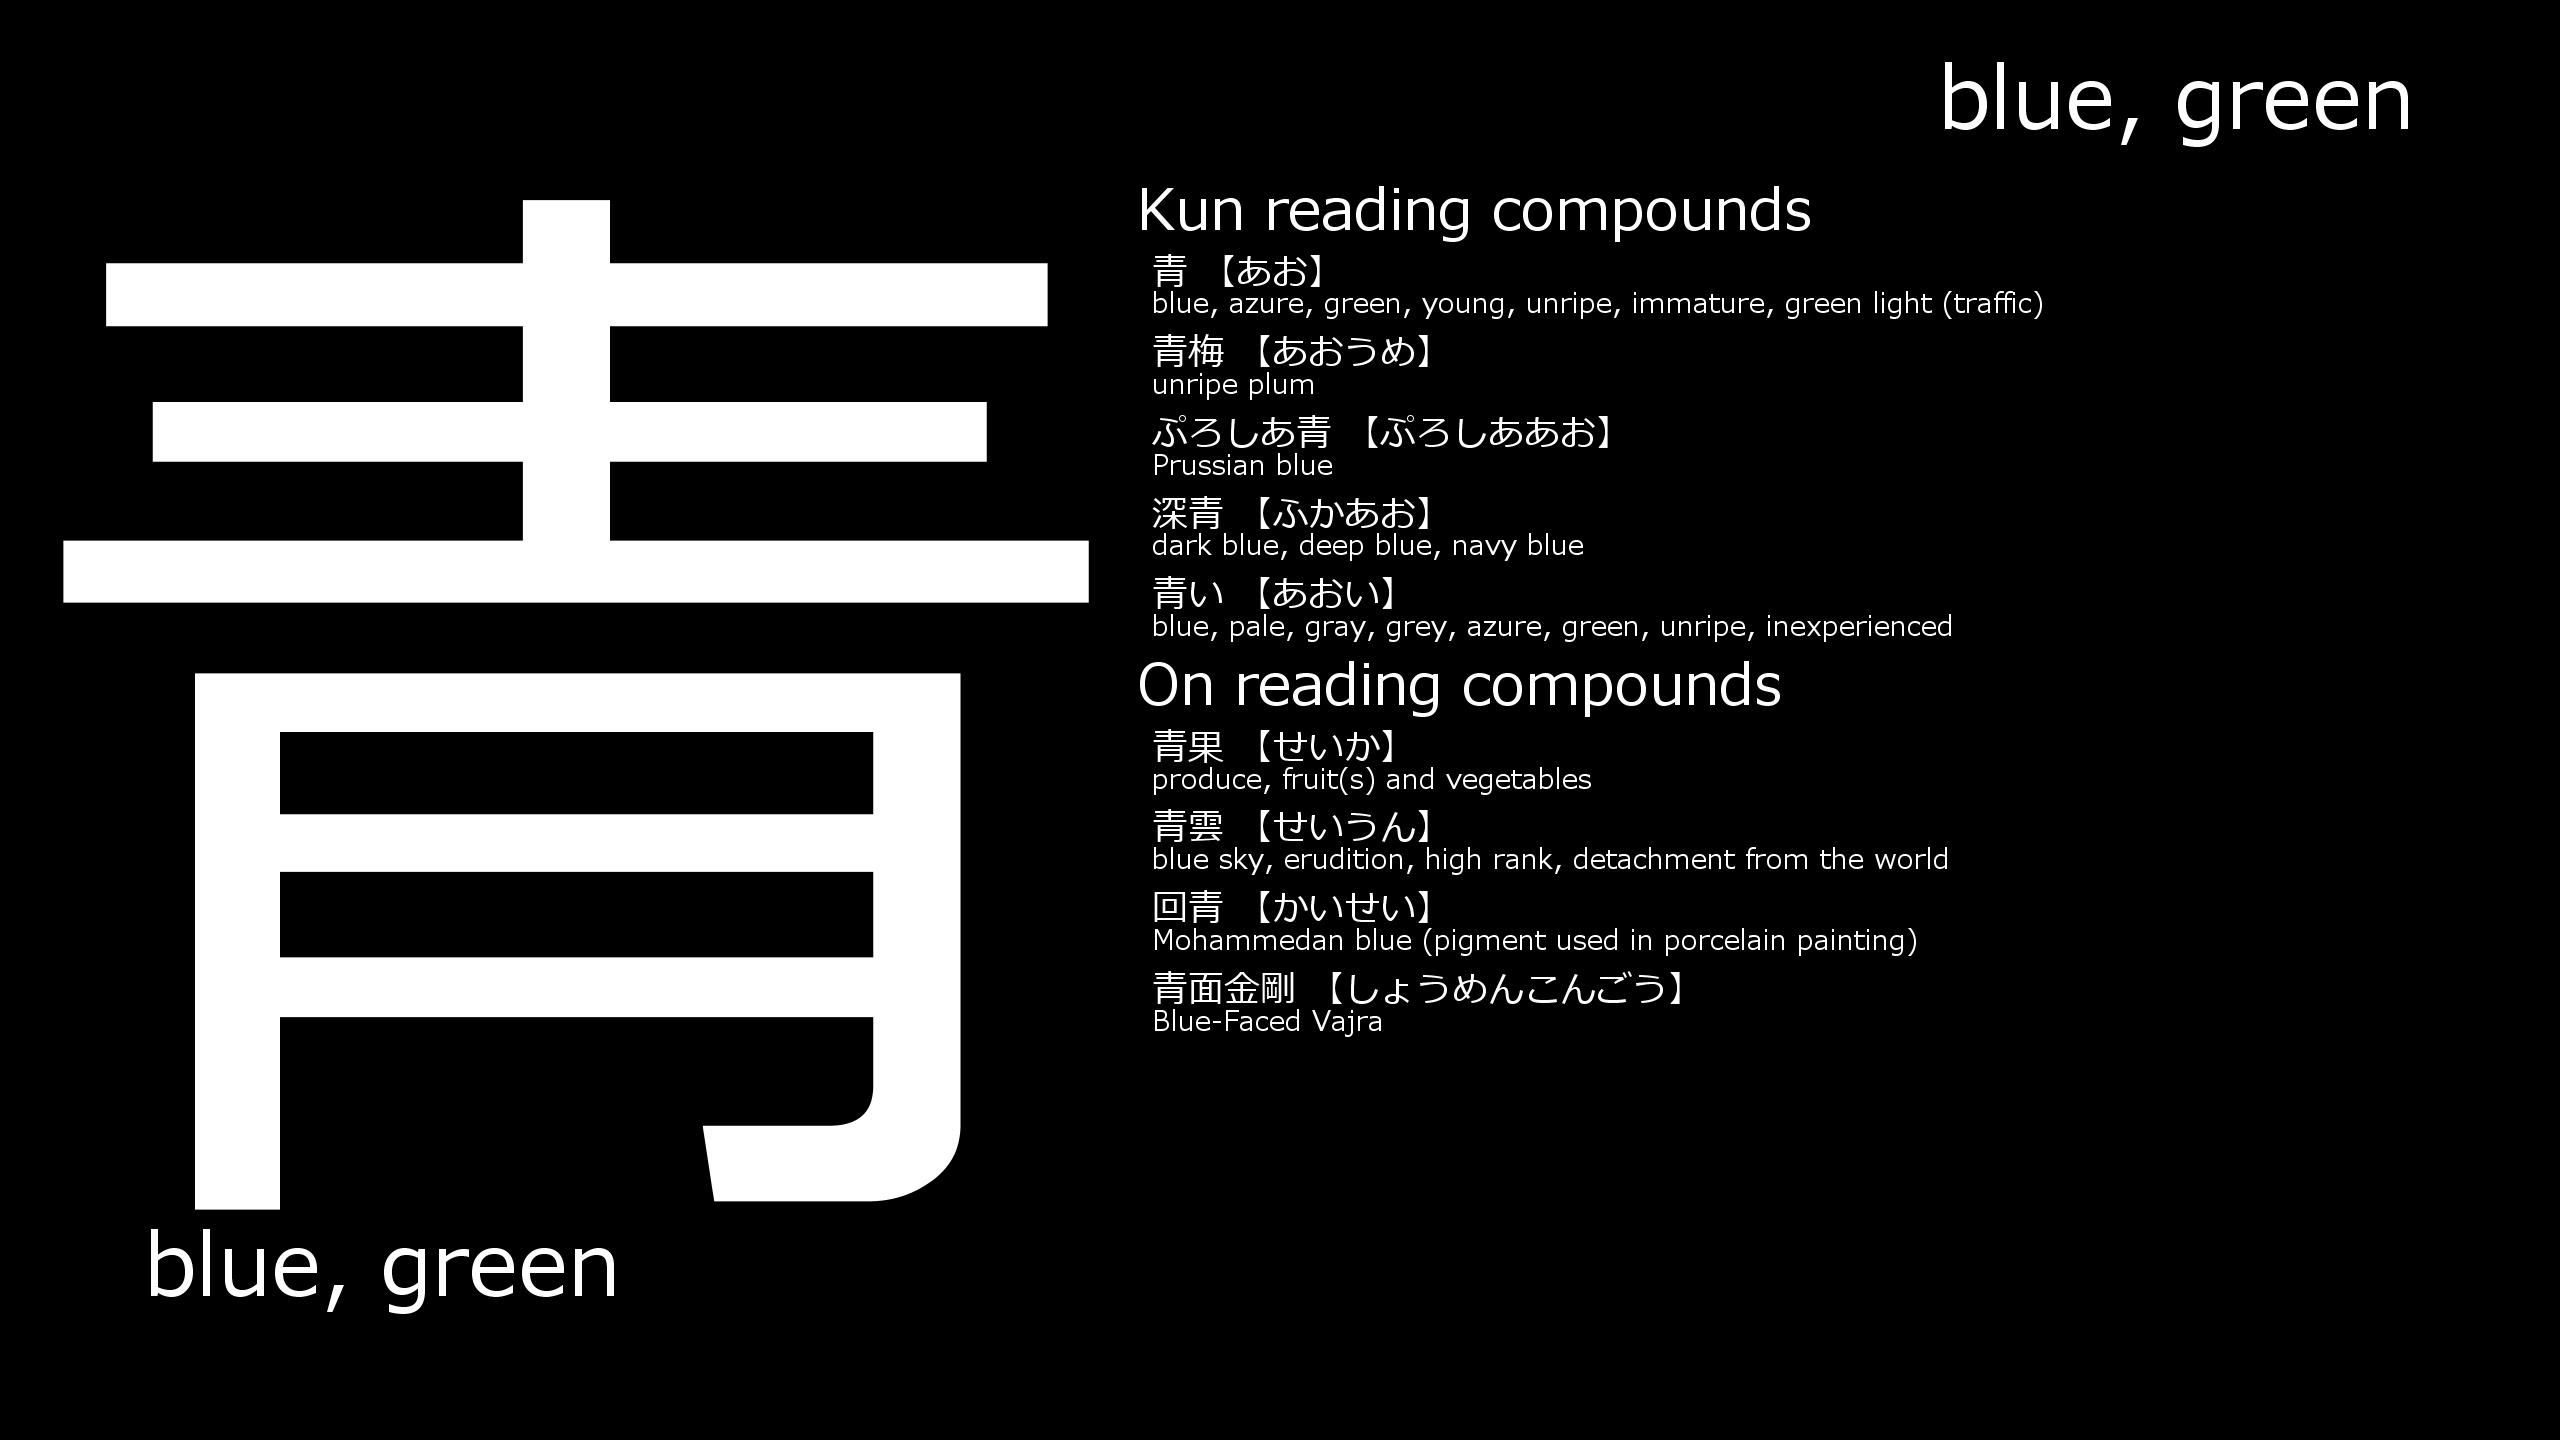 blue, green
青
blue, green
Kun reading compounds
青 【あお】
blue, azure, green, young, unripe, immature, green light (traffic)
青梅 【あおうめ】
unripe plum
ぷろしあ青 【ぷろしああお】
Prussian blue
深青 【ふかあお】
dark blue, deep blue, navy blue
青い 【あおい】
blue, pale, gray, grey, azure, green, unripe, inexperienced
On reading compounds
青果 【せいか】
produce, fruit(s) and vegetables
青雲 【せいうん】
blue sky, erudition, high rank, detachment from the world
回青 【かいせい】
Mohammedan blue (pigment used in porcelain painting)
青面金剛 【しょうめんこんごう】
Blue-Faced Vajra